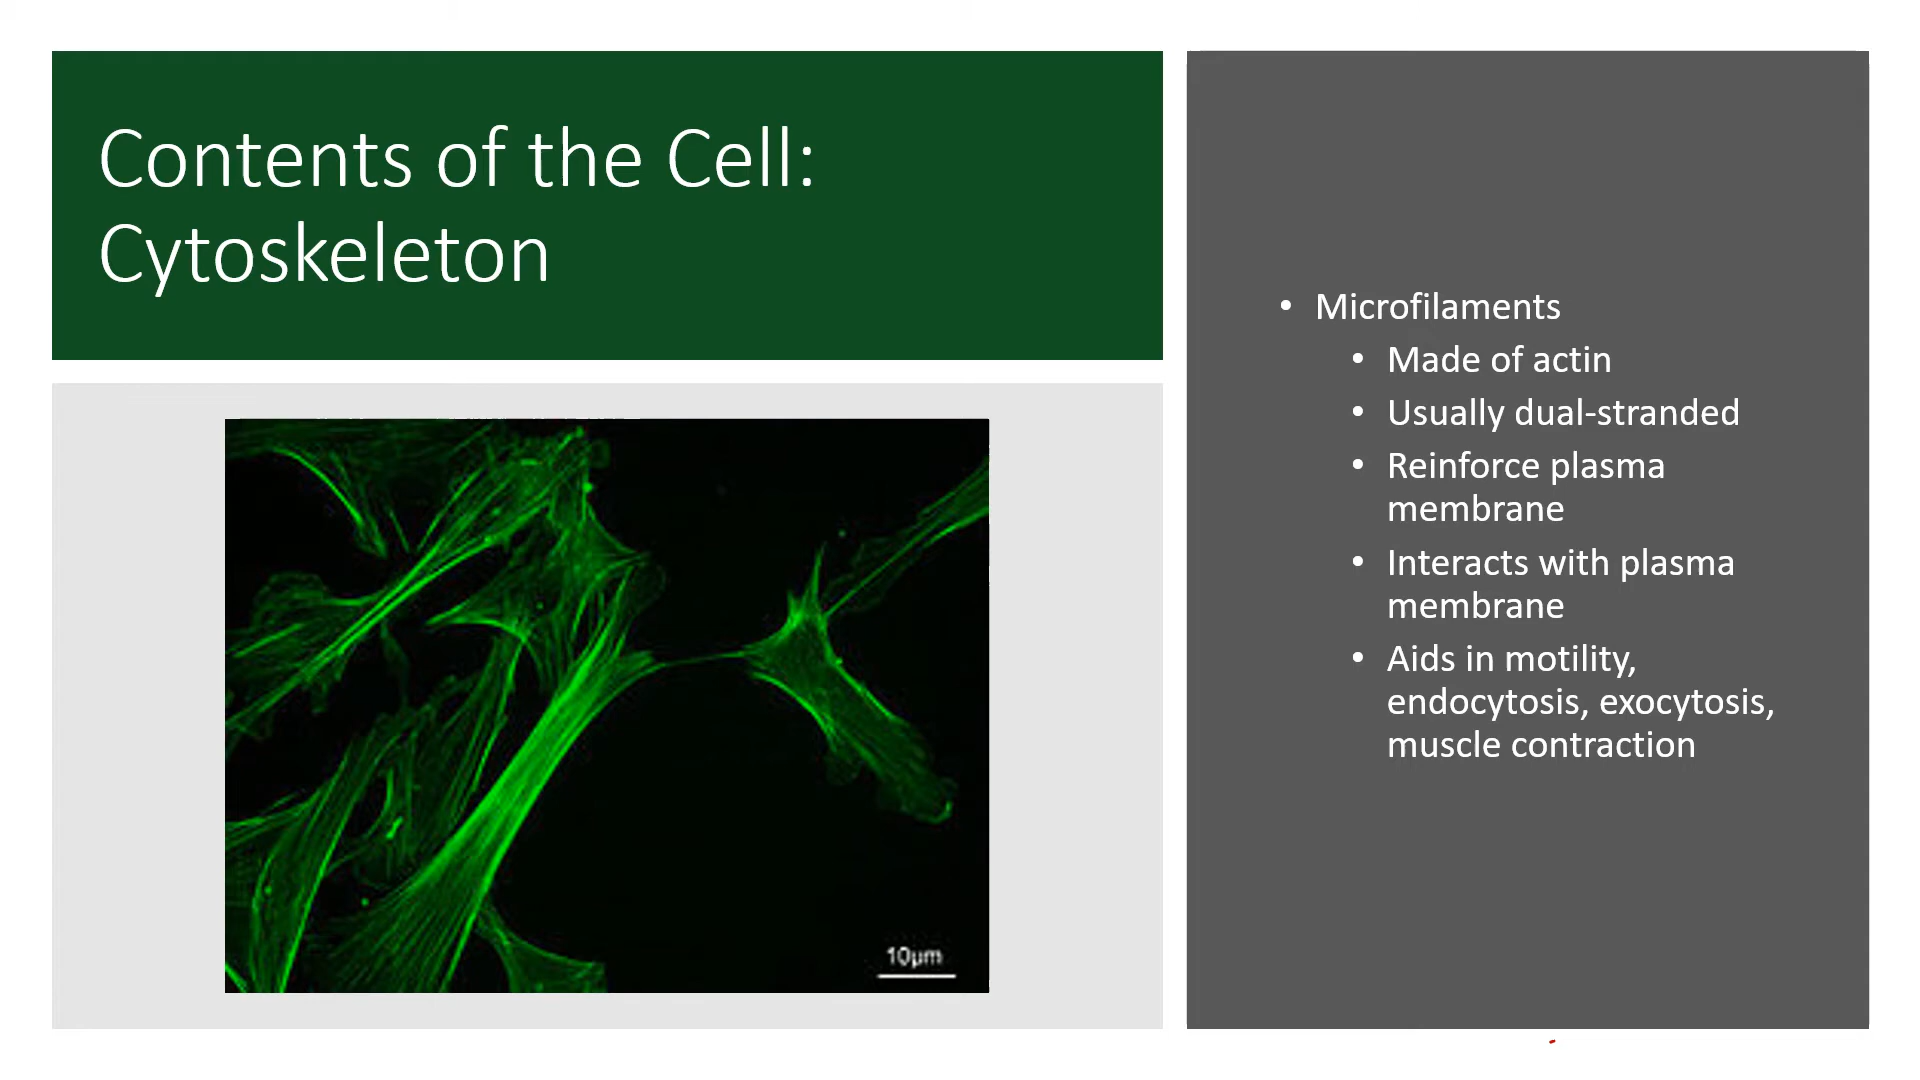 Contents of the Cell:
Cytoskeleton
• Microfilaments
• Made of actin
• Usually dual-stranded
• Reinforce plasma
membrane
• Interacts with plasma
membrane
• Aids in motility,
endocytosis, exocytosis,
muscle contraction
10µm